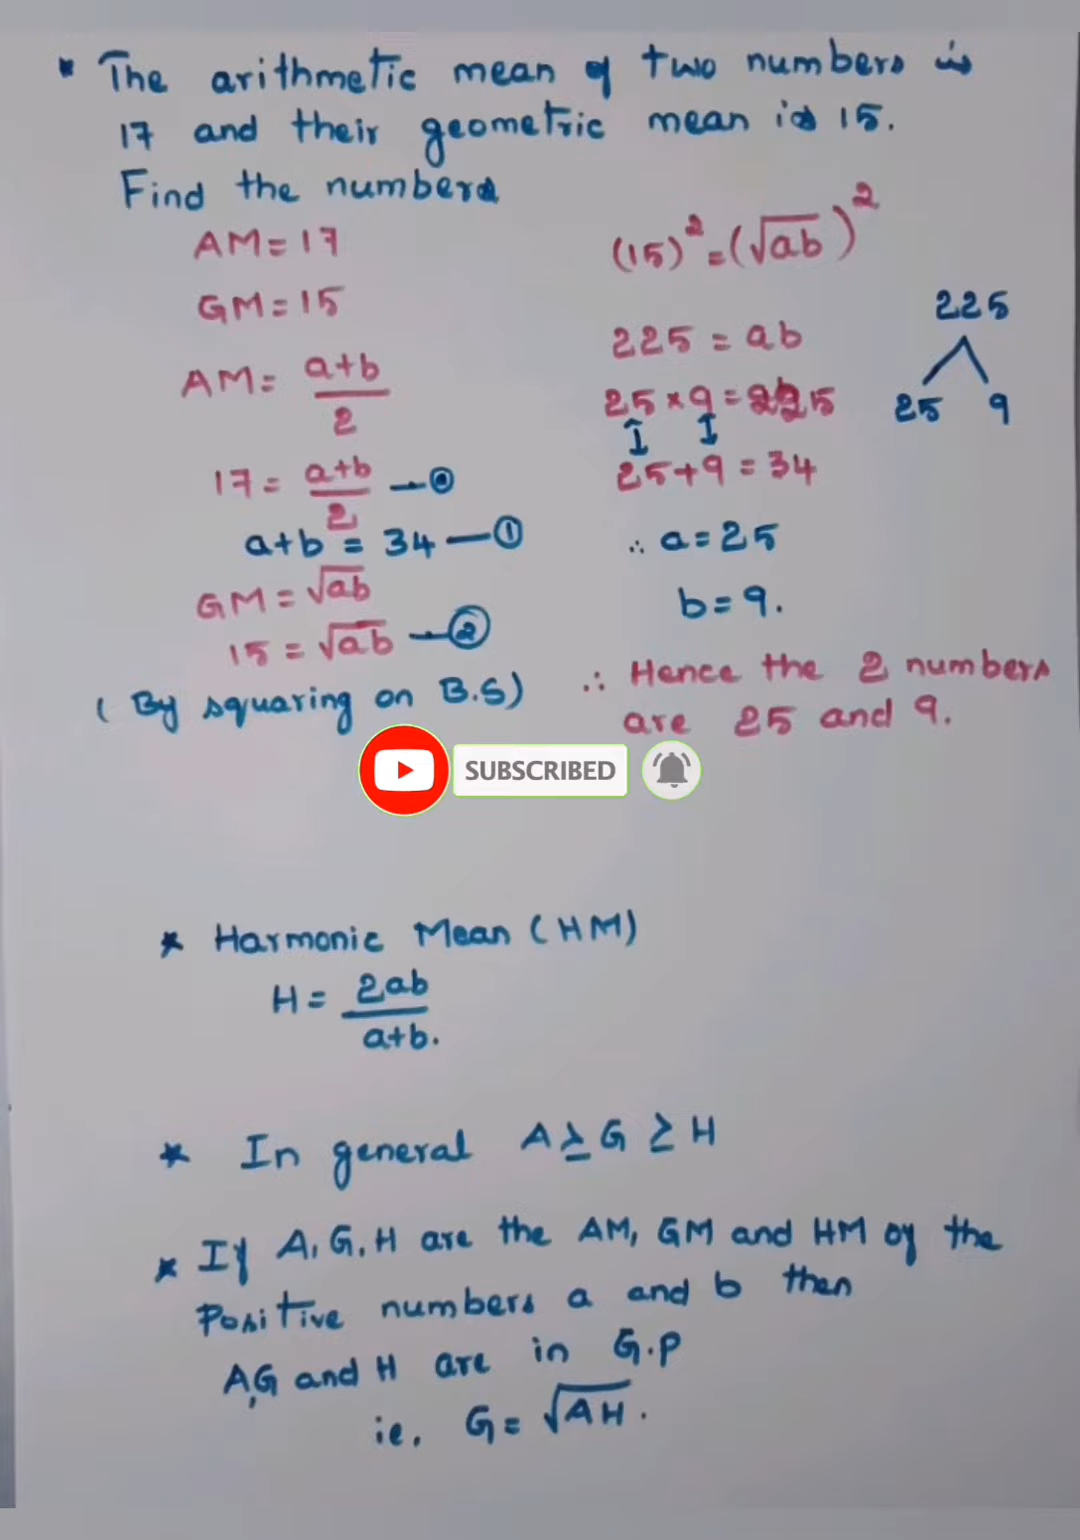 * The arithmetic mean of two numbers is
17 and their geometric mean is 15.
Find the numbers
AM = 17
GM = 15
AM = a+b/2
17 = a+b/2
a+b = 34 — ①
GM = √ab
15 = √ab — ②
( By squaring on B.S)
(15)² = (√ab)²
225 = ab
25 × 9 = 225
25+9 = 34
∴ a = 25
b = 9.
∴ Hence the 2 numbers
are 25 and 9.
225
25 9
SUBSCRIBED
* Harmonic Mean (HM)
H = 2ab/a+b.
* In general A ≥ G ≥ H
* If A, G, H are the AM, GM and HM of the
Positive numbers a and b then
A,G and H are in G.P
ie. G = √AH.